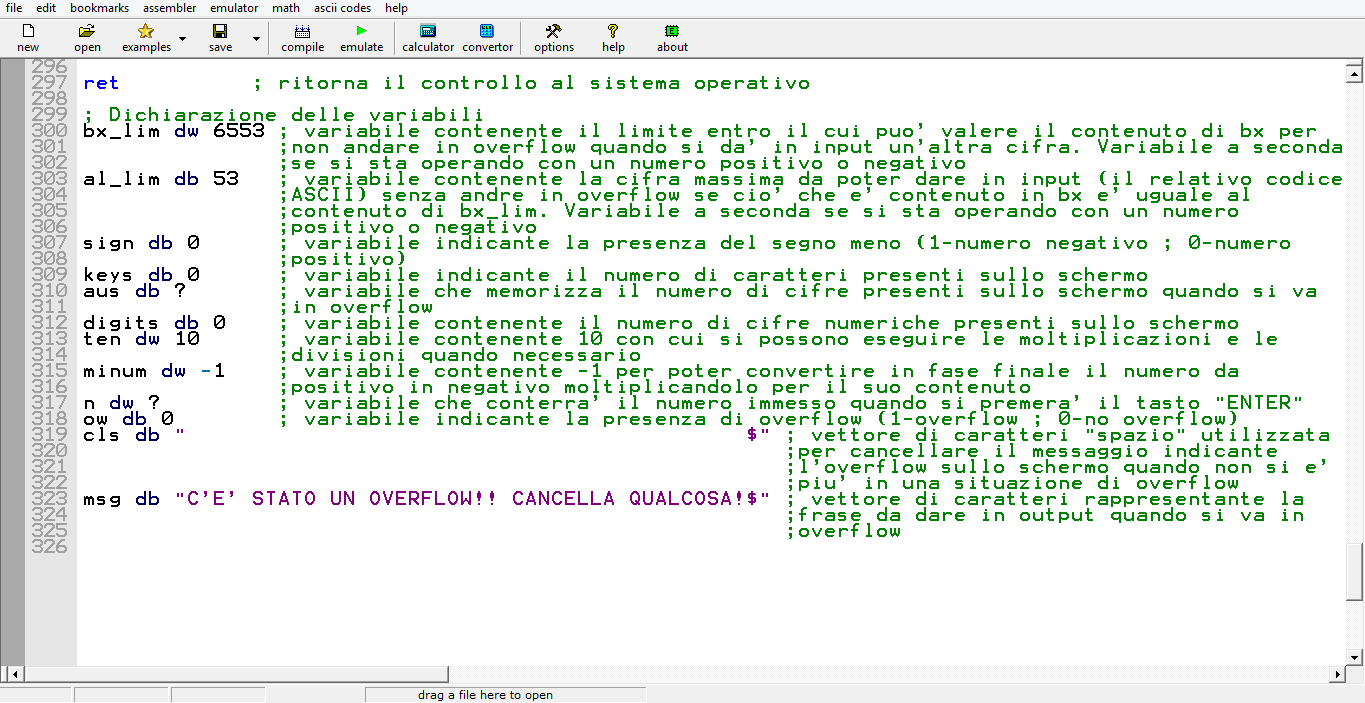 file edit bookmarks assembler emulator math ascii codes help
new open examples save compile emulate calculator convertor options help about
296
297 ret ; ritorna il controllo al sistema operativo
298
299 ; Dichiarazione delle variabili
300 bx_lim dw 6553 ; variabile contenente il limite entro il cui puo' valere il contenuto di bx per
301 ;non andare in overflow quando si da' in input un'altra cifra. Variabile a seconda
302 ;se si sta operando con un numero positivo o negativo
303 al_lim db 53 ; variabile contenente la cifra massima da poter dare in input (il relativo codice
304 ;ASCII) senza andre in overflow se cio' che e' contenuto in bx e' uguale al
305 ;contenuto di bx_lim. Variabile a seconda se si sta operando con un numero
306 ;positivo o negativo
307 sign db 0 ; variabile indicante la presenza del segno meno (1-numero negativo ; 0-numero
308 ;positivo)
309 keys db 0 ; variabile indicante il numero di caratteri presenti sullo schermo
310 aus db ? ; variabile che memorizza il numero di cifre presenti sullo schermo quando si va
311 ;in overflow
312 digits db 0 ; variabile contenente il numero di cifre numeriche presenti sullo schermo
313 ten dw 10 ; variabile contenente 10 con cui si possono eseguire le moltiplicazioni e le
314 ;divisioni quando necessario
315 minum dw -1 ; variabile contenente -1 per poter convertire in fase finale il numero da
316 ;positivo in negativo moltiplicandolo per il suo contenuto
317 n dw ? ; variabile che conterra' il numero immesso quando si premera' il tasto "ENTER"
318 ow db 0 ; variabile indicante la presenza di overflow (1-overflow ; 0-no overflow)
319 cls db " $" ; vettore di caratteri "spazio" utilizzata
320 ;per cancellare il messaggio indicante
321 ;l'overflow sullo schermo quando non si e'
322 ;piu' in una situazione di overflow
323 msg db "C'E' STATO UN OVERFLOW!! CANCELLA QUALCOSA!$" ; vettore di caratteri rappresentante la
324 ;frase da dare in output quando si va in
325 ;overflow
326
drag a file here to open